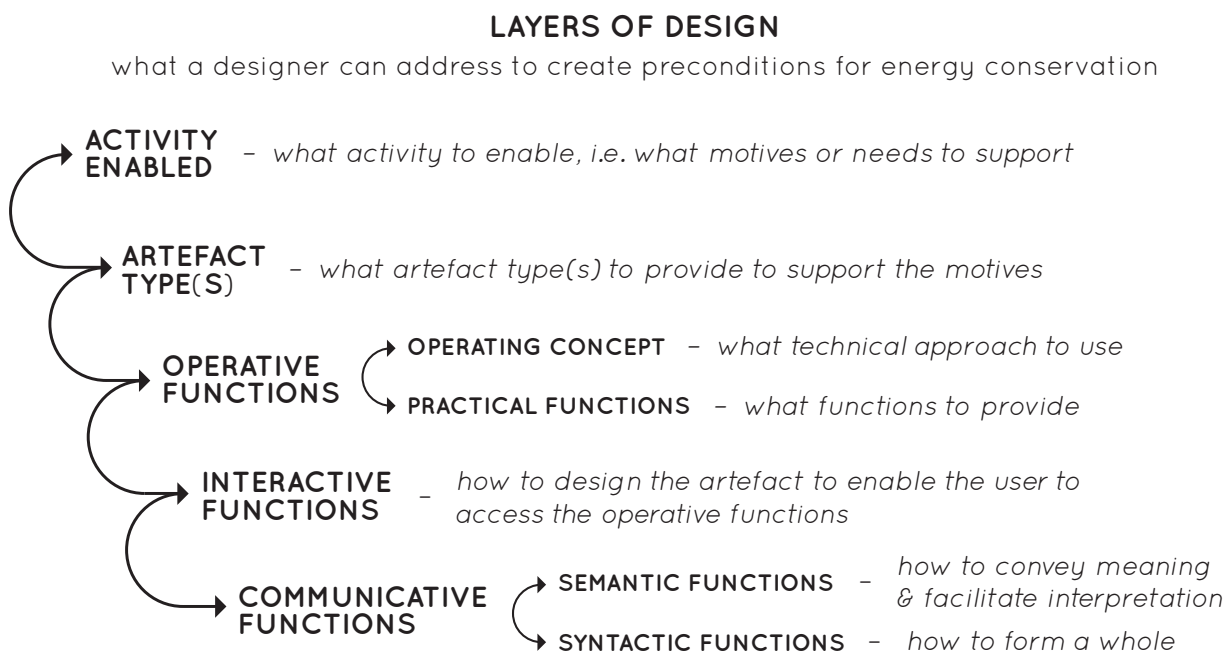 LAYERS OF DESIGN
what a designer can address to create preconditions for energy conservation
ACTIVITY
ENABLED
– what activity to enable, i.e. what motives or needs to support
ARTEFACT
TYPE(S)
– what artefact type(s) to provide to support the motives
OPERATIVE
FUNCTIONS
OPERATING CONCEPT – what technical approach to use
PRACTICAL FUNCTIONS – what functions to provide
INTERACTIVE
FUNCTIONS
– how to design the artefact to enable the user to
access the operative functions
COMMUNICATIVE
FUNCTIONS
SEMANTIC FUNCTIONS – how to convey meaning
& facilitate interpretation
SYNTACTIC FUNCTIONS – how to form a whole